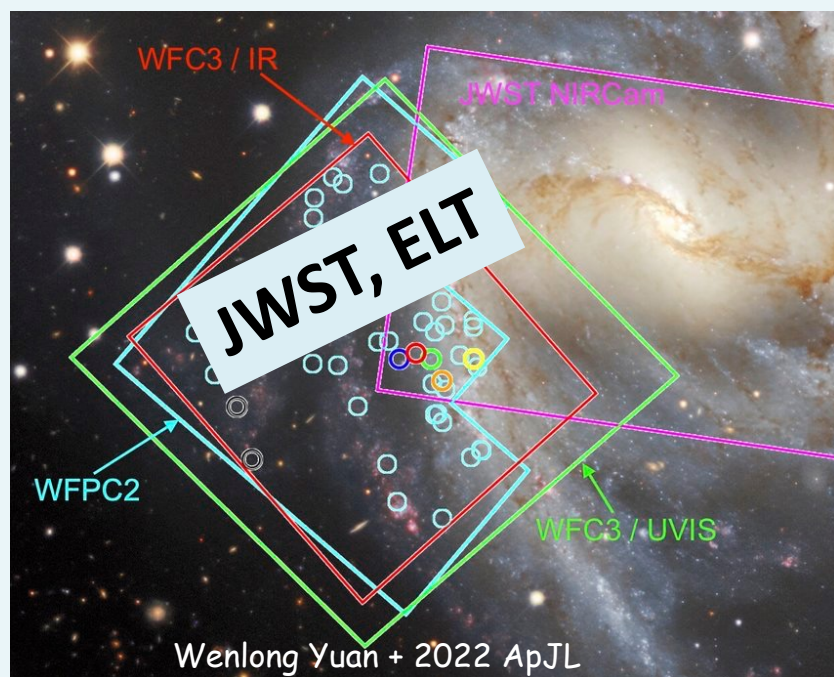 WFC3 / IR
JWST NIRCam
JWST, ELT
WFPC2
WFC3 / UVIS
Wenlong Yuan + 2022 ApJL